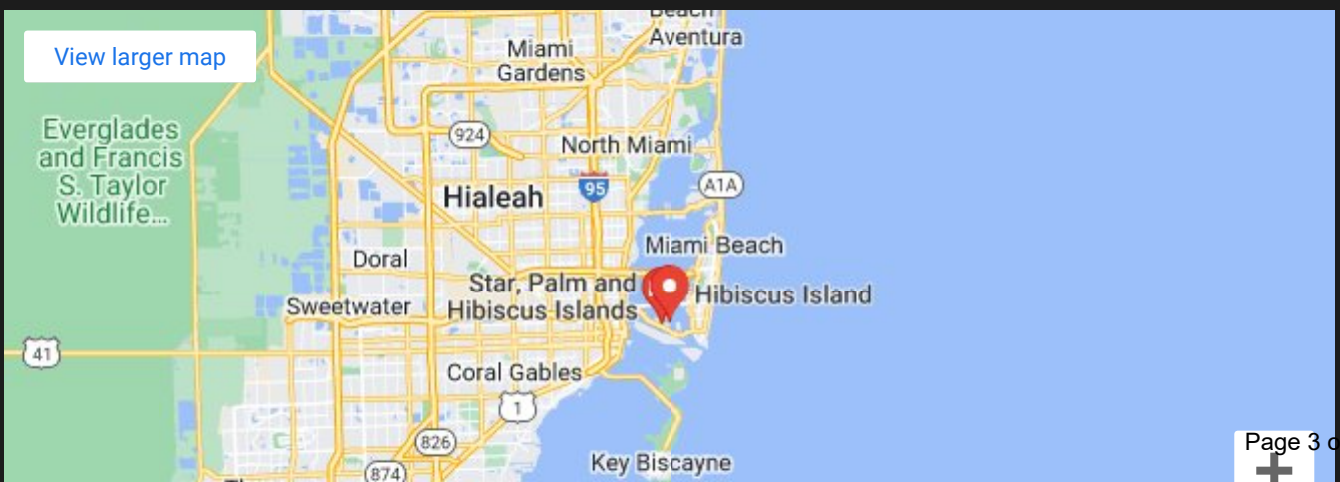 Beach
Aventura
View larger map
Miami
Gardens
Everglades
and Francis
S. Taylor
Wildlife...
924
North Miami
Hialeah
95
A1A
Miami Beach
Doral
Star, Palm and
Hibiscus Islands
Hibiscus Island
Sweetwater
41
Coral Gables
1
826
Page 3
Key Biscayne
874
+